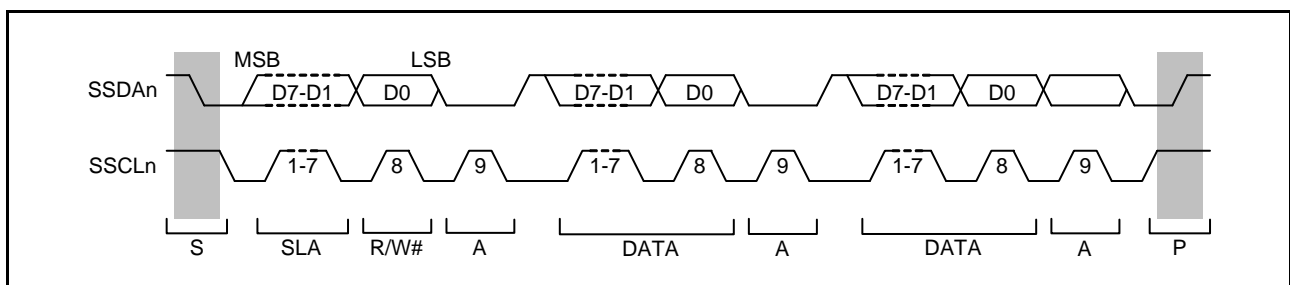 MSB LSB
SSDAn D7-D1 D0 D7-D1 D0 D7-D1 D0
SSCLn 1-7 8 9 1-7 8 9 1-7 8 9
S SLA R/W# A DATA A DATA A P